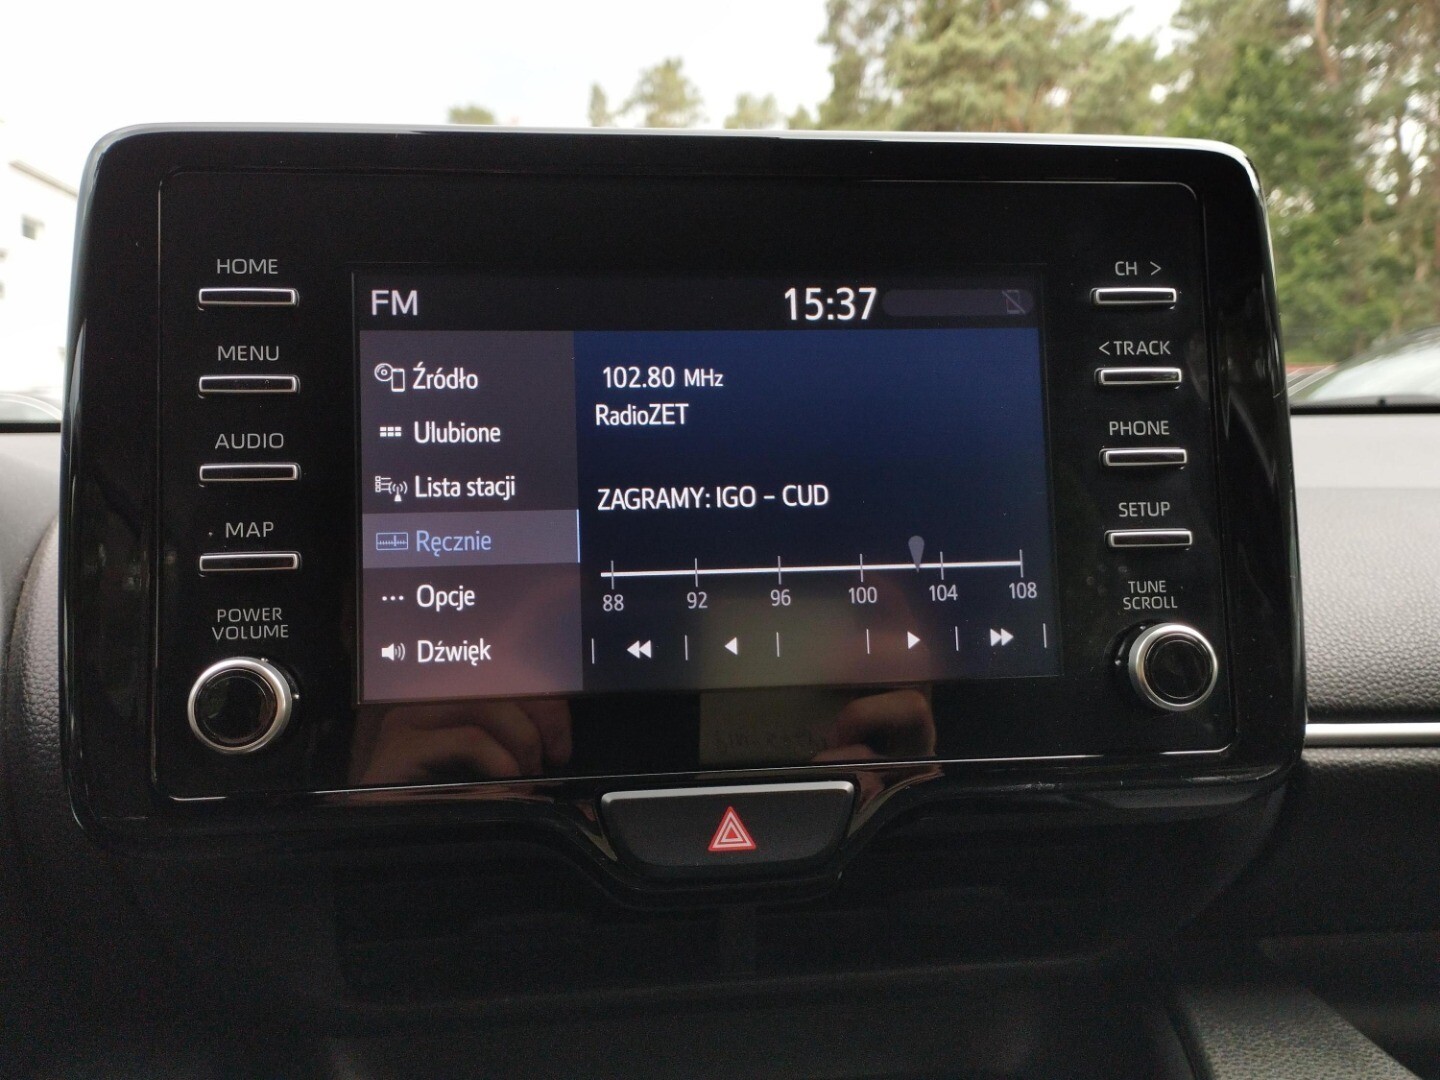 HOME
MENU
AUDIO
MAP
POWER
VOLUME
FM
15:37
Źródło
Ulubione
Lista stacji
Ręcznie
Opcje
Dźwięk
102.80 MHz
RadioZET
ZAGRAMY: IGO - CUD
88 92 96 100 104 108
CH >
< TRACK
PHONE
SETUP
TUNE
SCROLL